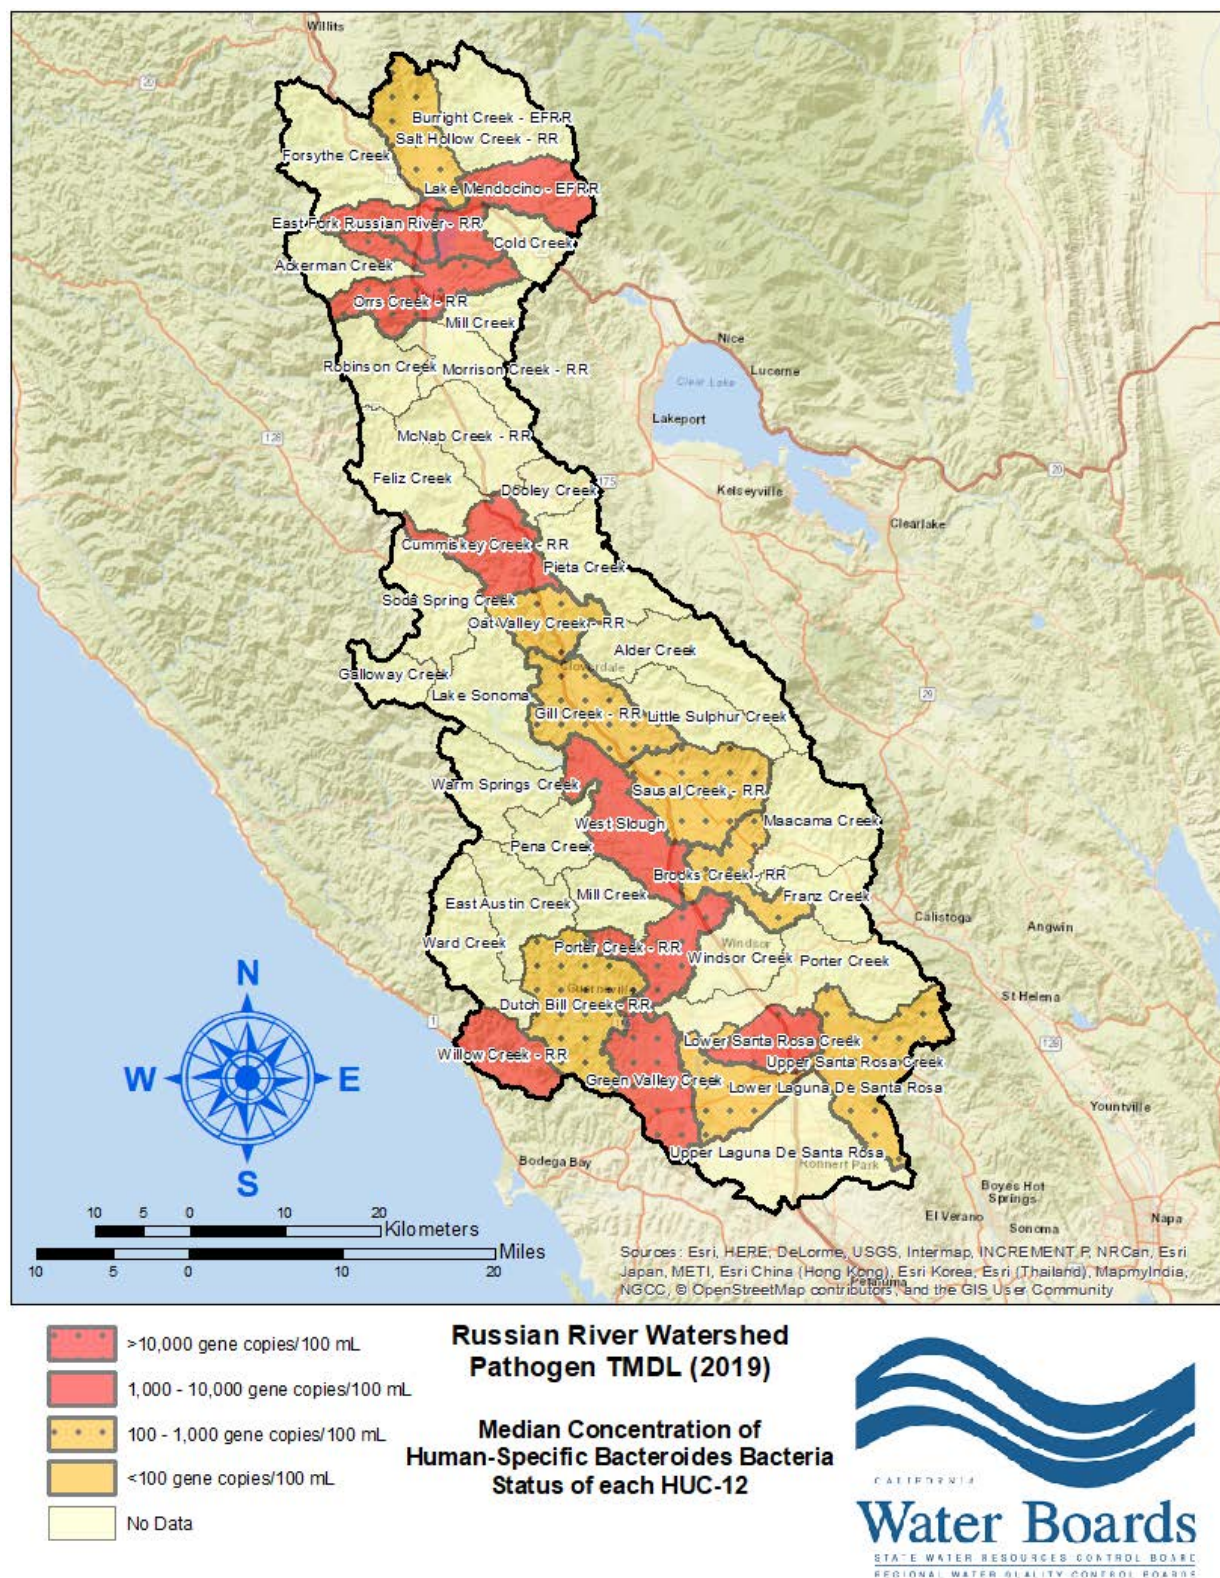 Willits
20
Burright Creek - EFRR
Salt Hollow Creek - RR
Forsythe Creek
Lake Mendocino - EFRR
East Fork Russian River - RR
Cold Creek
Ackerman Creek
Orrs Creek - RR
Mill Creek
Nice
Robinson Creek
Morrison Creek - RR
Lucerne
Clear Lake
Lakeport
McNab Creek - RR
128
20
Feliz Creek
Dooley Creek
175
Kelseyville
Clearlake
Cummiskey Creek - RR
Pieta Creek
Soda Spring Creek
Oat Valley Creek - RR
Alder Creek
Cloverdale
Galloway Creek
Lake Sonoma
29
Gill Creek - RR
Little Sulphur Creek
Warm Springs Creek
Sausal Creek - RR
West Slough
Maacama Creek
Pena Creek
Brooks Creek - RR
Mill Creek
Franz Creek
East Austin Creek
Calistoga
Angwin
Ward Creek
Porter Creek - RR
Windsor
Windsor Creek
Porter Creek
Guerneville
St Helena
Dutch Bill Creek - RR
1
Lower Santa Rosa Creek
128
Willow Creek - RR
Upper Santa Rosa Creek
Green Valley Creek
Lower Laguna De Santa Rosa
Yountville
Upper Laguna De Santa Rosa
Rohnert Park
Bodega Bay
Boyes Hot
Springs
El Verano
Sonoma
Napa
Petaluma
N
W
E
S
10 5 0 10 20
Kilometers
Miles
10 5 0 10 20
Sources: Esri, HERE, DeLorme, USGS, Intermap, INCREMENT P, NRCan, Esri
Japan, METI, Esri China (Hong Kong), Esri Korea, Esri (Thailand), MapmyIndia,
NGCC, © OpenStreetMap contributors, and the GIS User Community
>10,000 gene copies/100 mL
1,000 - 10,000 gene copies/100 mL
100 - 1,000 gene copies/100 mL
<100 gene copies/100 mL
No Data
Russian River Watershed
Pathogen TMDL (2019)
Median Concentration of
Human-Specific Bacteroides Bacteria
Status of each HUC-12
CALIFORNIA
Water Boards
STATE WATER RESOURCES CONTROL BOARD
REGIONAL WATER QUALITY CONTROL BOARDS